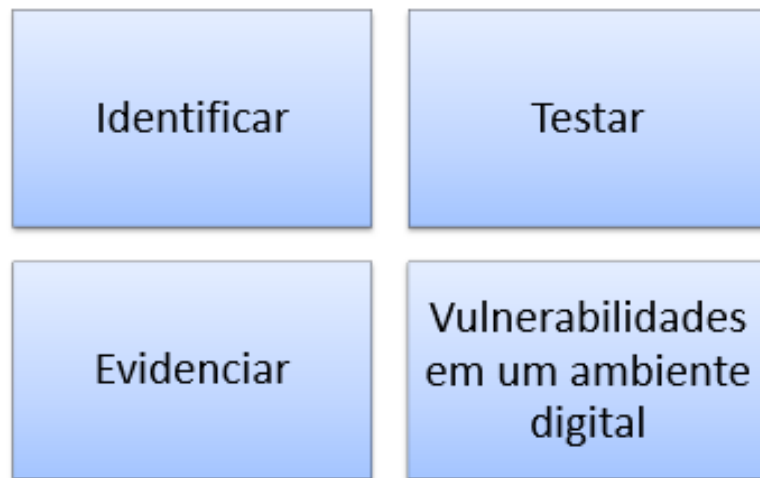 Identificar
Testar
Evidenciar
Vulnerabilidades
em um ambiente
digital